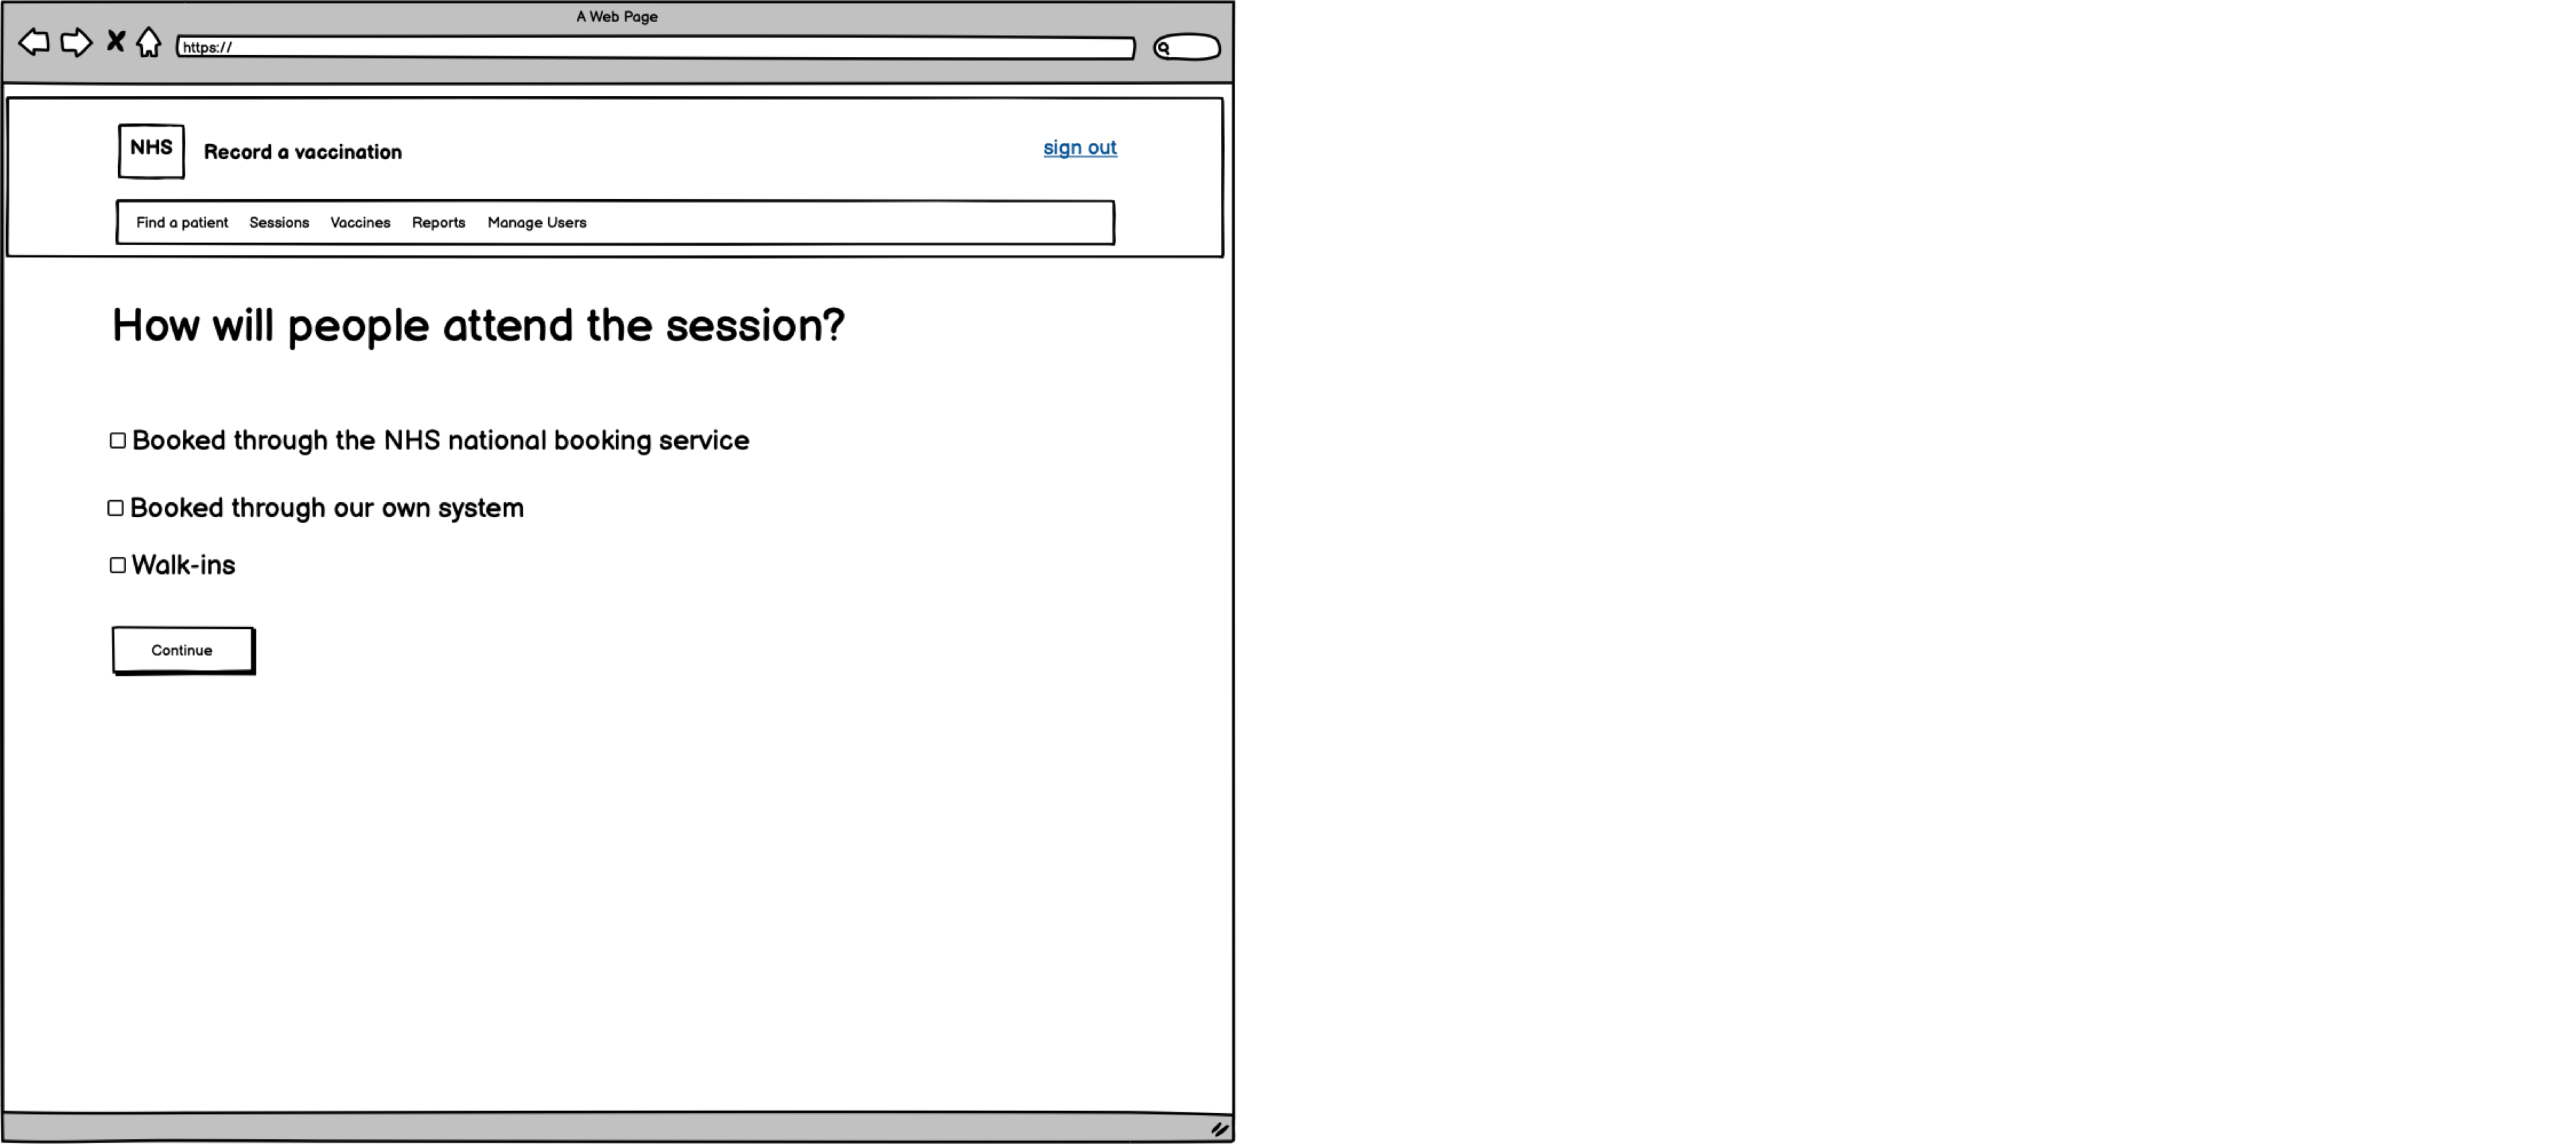 A Web Page
https://
NHS
Record a vaccination
sign out
Find a patient Sessions Vaccines Reports Manage Users
How will people attend the session?
Booked through the NHS national booking service
Booked through our own system
Walk-ins
Continue